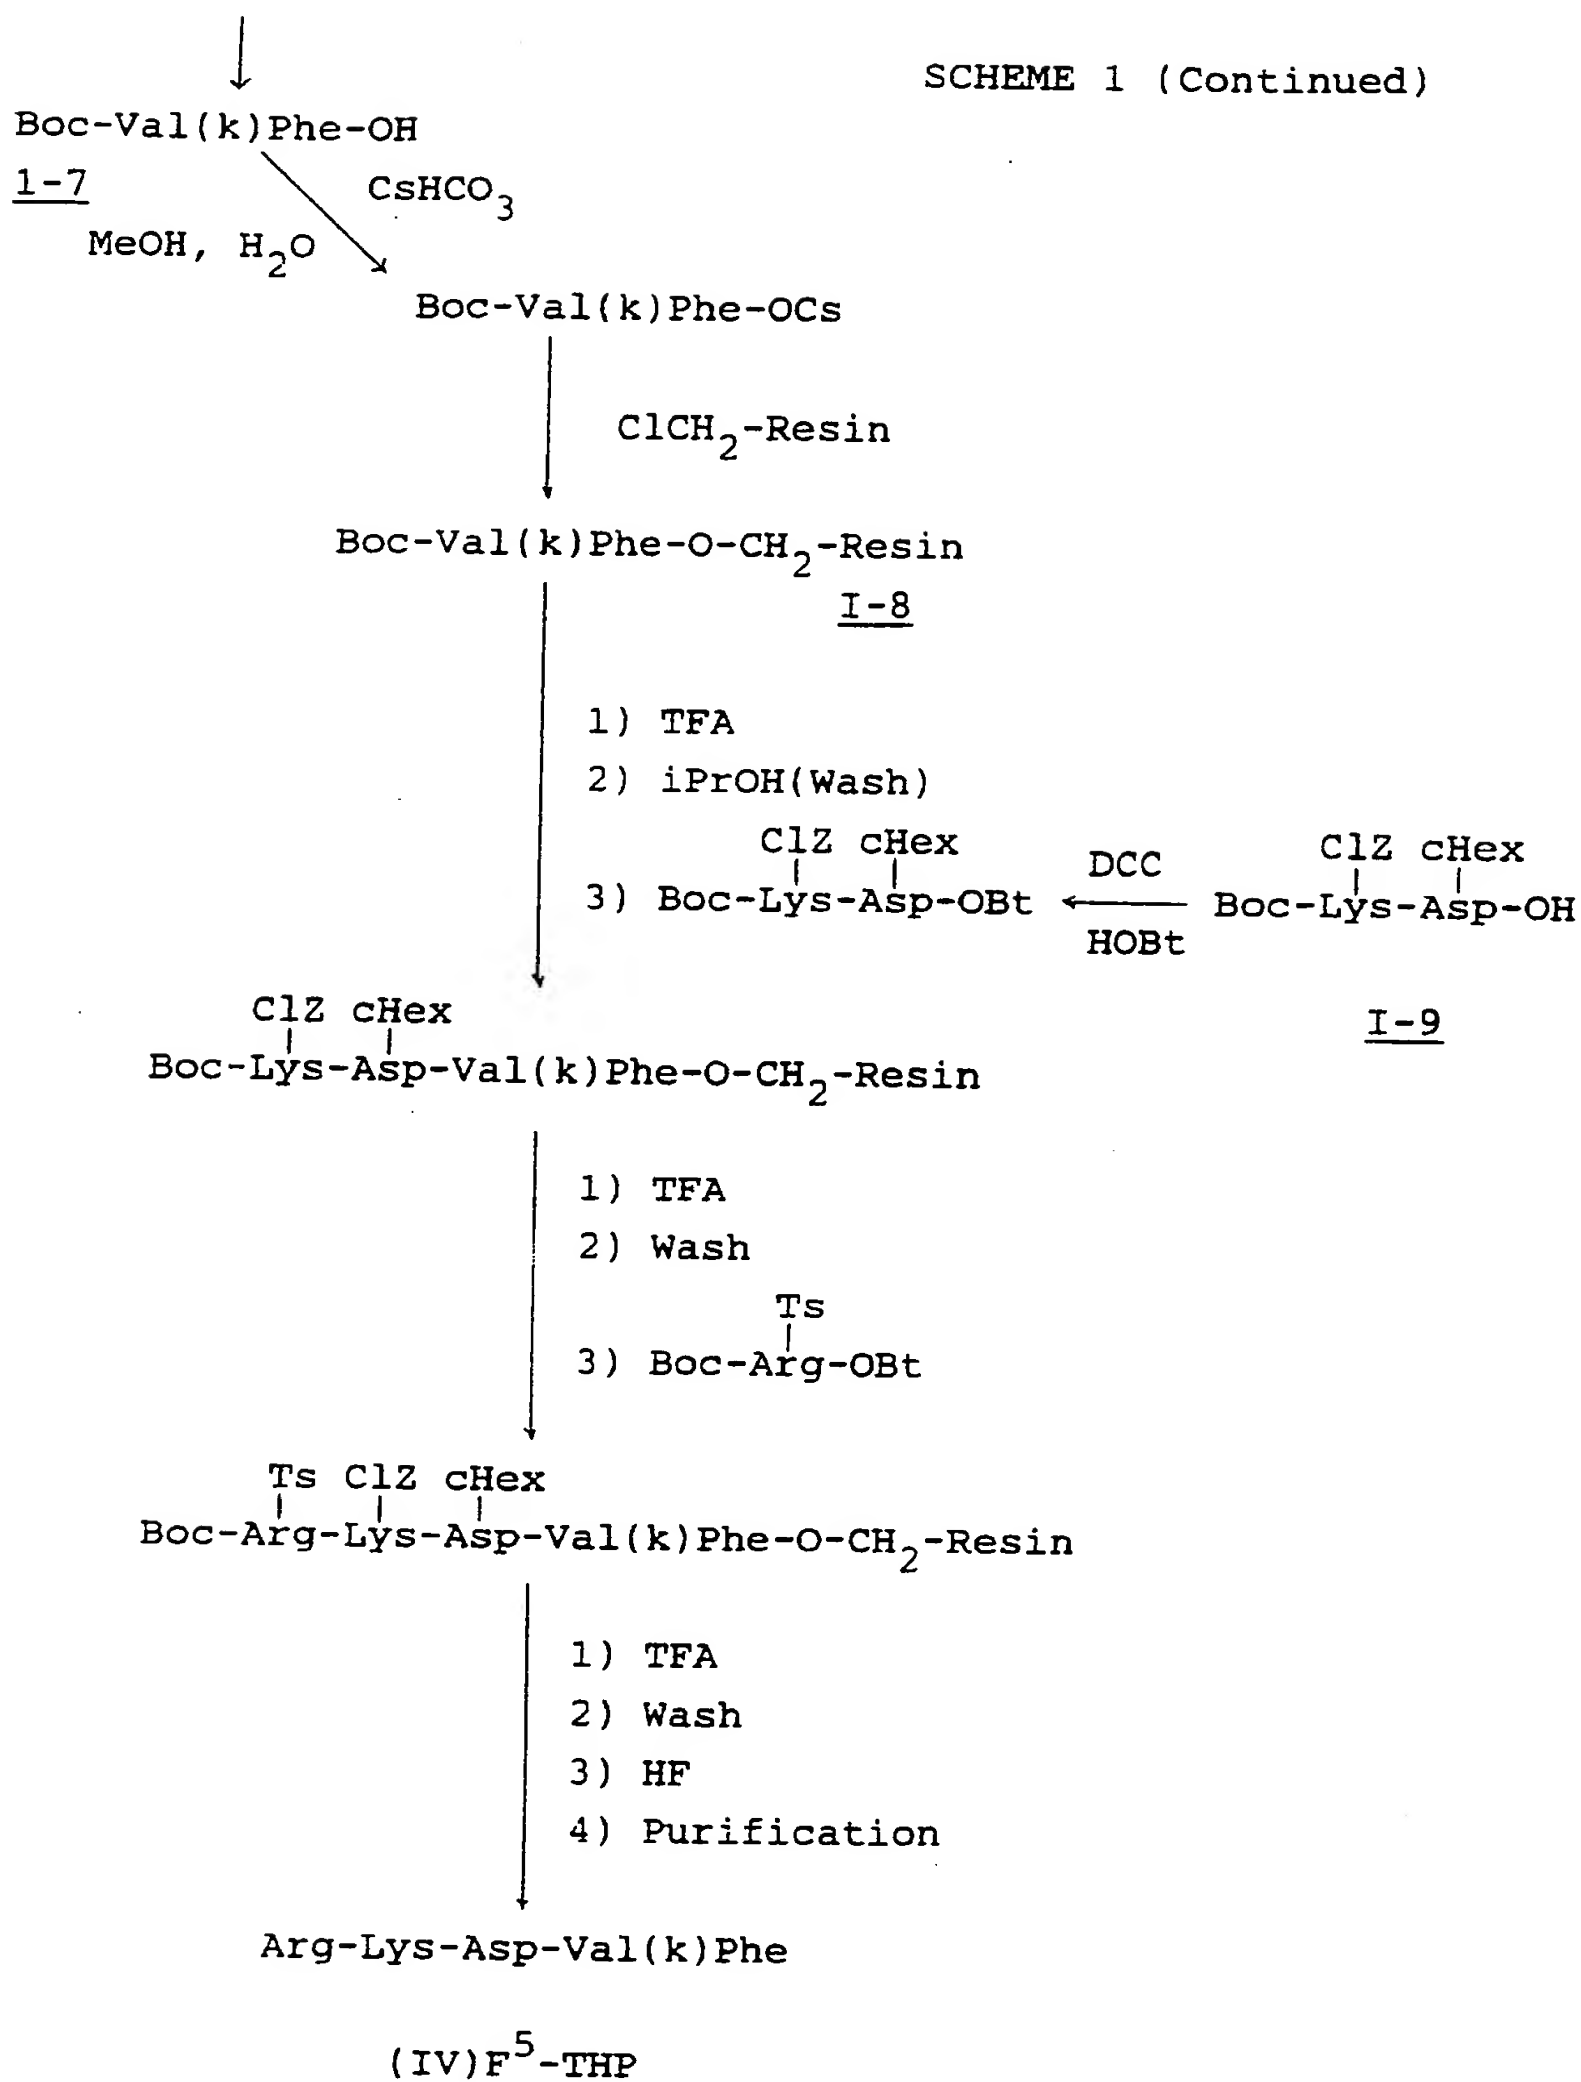 SCHEME 1 (Continued)
Boc-Val(k)Phe-OH
1-7
CsHCO3
MeOH, H2O
Boc-Val(k)Phe-OCs
ClCH2-Resin
Boc-Val(k)Phe-O-CH2-Resin
I-8
1) TFA
2) iPrOH(Wash)
ClZ cHex
3) Boc-Lys-Asp-OBt
DCC
HOBt
ClZ cHex
Boc-Lys-Asp-OH
I-9
ClZ cHex
Boc-Lys-Asp-Val(k)Phe-O-CH2-Resin
1) TFA
2) Wash
Ts
3) Boc-Arg-OBt
Ts ClZ cHex
Boc-Arg-Lys-Asp-Val(k)Phe-O-CH2-Resin
1) TFA
2) Wash
3) HF
4) Purification
Arg-Lys-Asp-Val(k)Phe
(IV)F5-THP